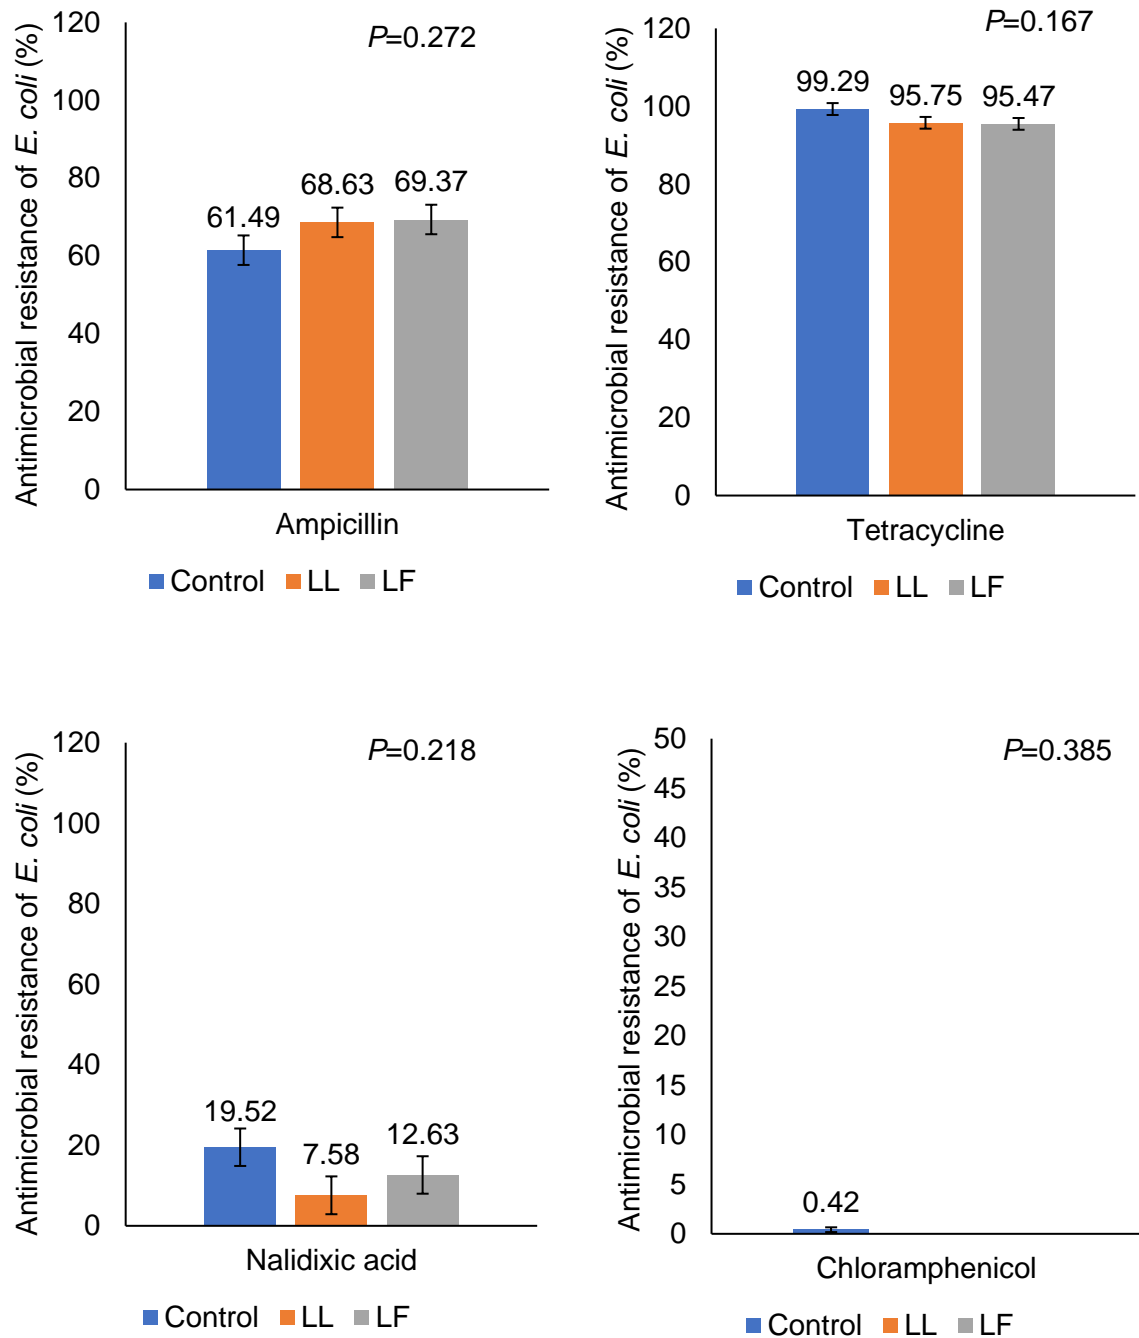 Antimicrobial resistance of E. coli (%)
120
100
80
60
40
20
0
P=0.272
61.49
68.63
69.37
Ampicillin
Control LL LF
Antimicrobial resistance of E. coli (%)
120
100
80
60
40
20
0
P=0.167
99.29
95.75
95.47
Tetracycline
Control LL LF
Antimicrobial resistance of E. coli (%)
120
100
80
60
40
20
0
P=0.218
19.52
7.58
12.63
Nalidixic acid
Control LL LF
Antimicrobial resistance of E. coli (%)
50
45
40
35
30
25
20
15
10
5
0
P=0.385
0.42
Chloramphenicol
Control LL LF